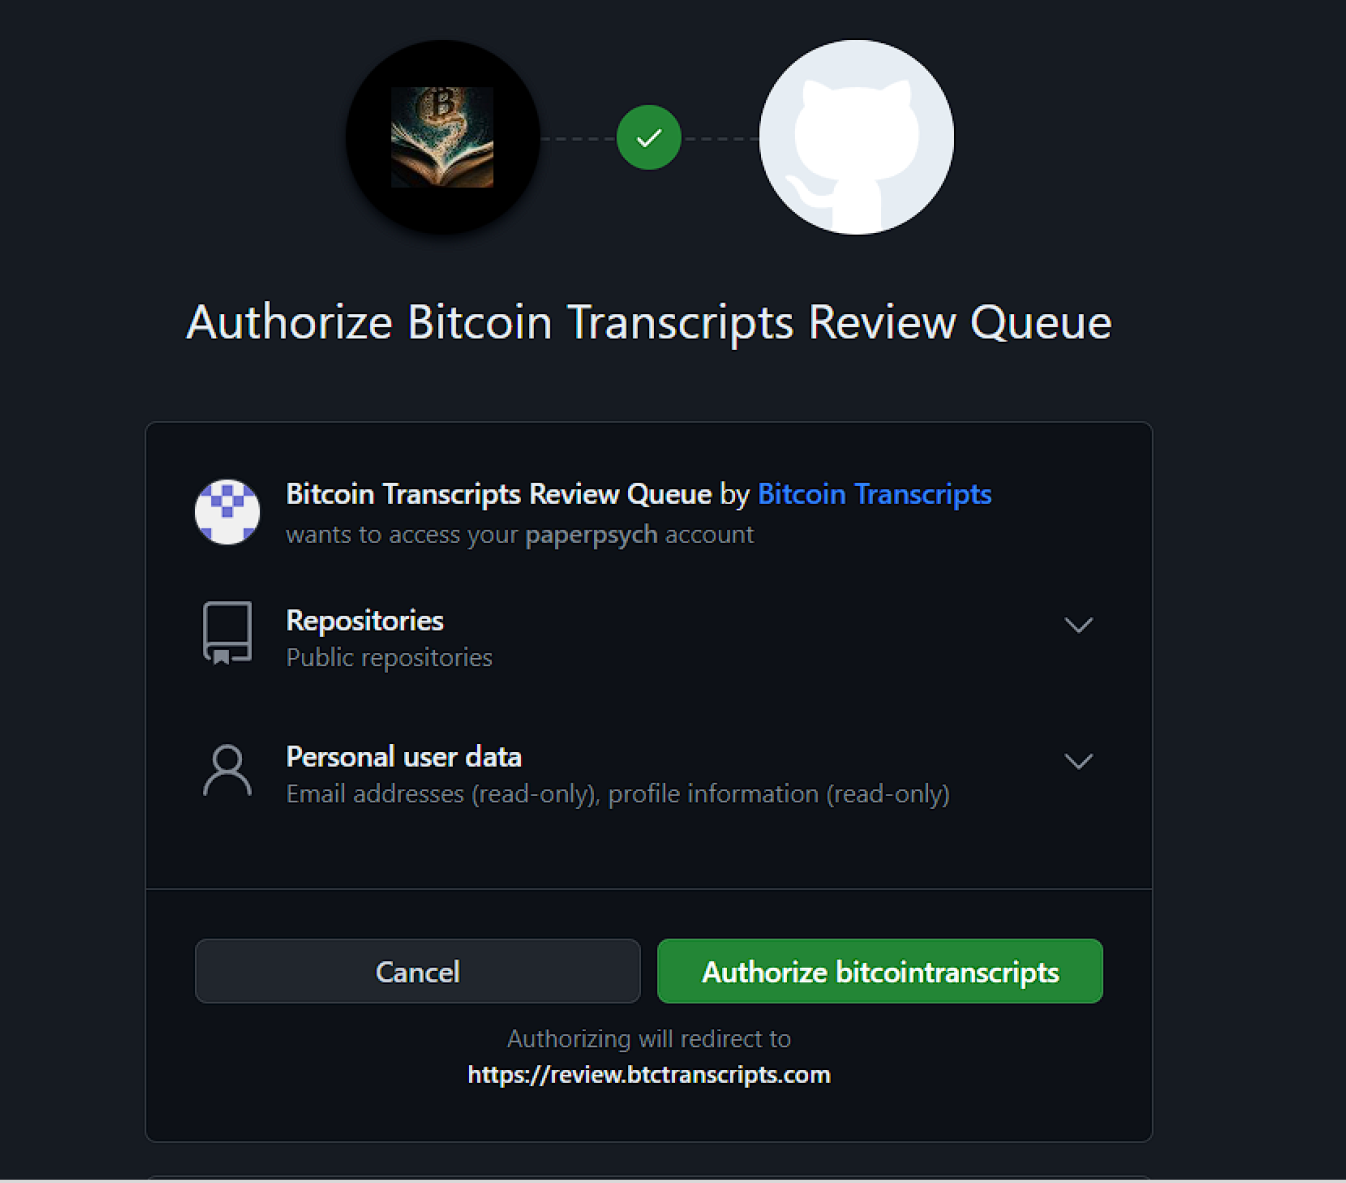 Authorize Bitcoin Transcripts Review Queue
Bitcoin Transcripts Review Queue by Bitcoin Transcripts
wants to access your paperpsych account
Repositories
Public repositories
Personal user data
Email addresses (read-only), profile information (read-only)
Cancel
Authorize bitcointranscripts
Authorizing will redirect to
https://review.btctranscripts.com